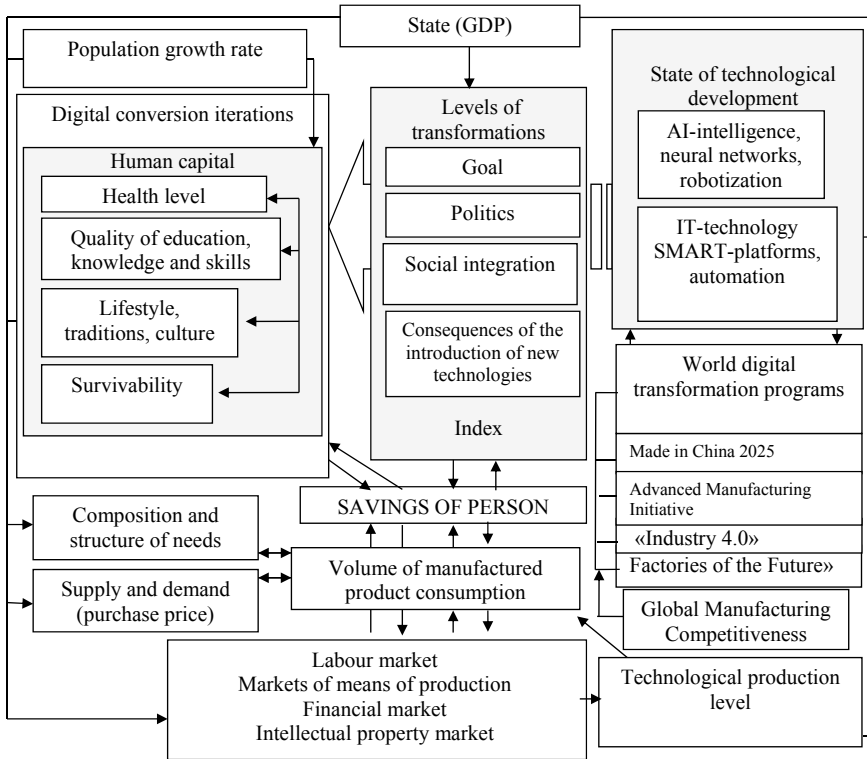 State (GDP)
Population growth rate
Digital conversion iterations
Human capital
Health level
Quality of education,
knowledge and skills
Lifestyle,
traditions, culture
Survivability
Levels of
transformations
Goal
Politics
Social integration
Consequences of the
introduction of new
technologies
Index
State of technological
development
AI-intelligence,
neural networks,
robotization
IT-technology
SMART-platforms,
automation
World digital
transformation programs
Made in China 2025
Advanced Manufacturing
Initiative
«Industry 4.0»
Factories of the Future»
Global Manufacturing
Competitiveness
SAVINGS OF PERSON
Composition and
structure of needs
Supply and demand
(purchase price)
Volume of manufactured
product consumption
Labour market
Markets of means of production
Financial market
Intellectual property market
Technological production
level